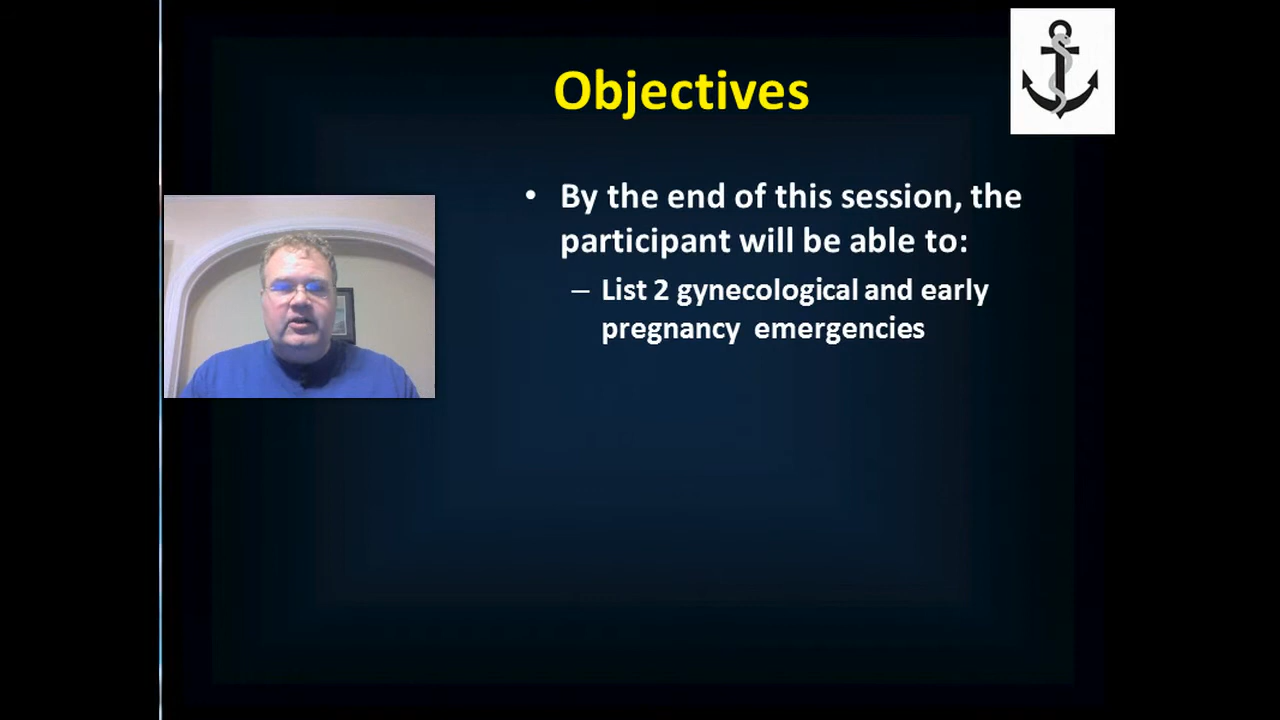 Objectives
• By the end of this session, the
participant will be able to:
– List 2 gynecological and early
pregnancy emergencies